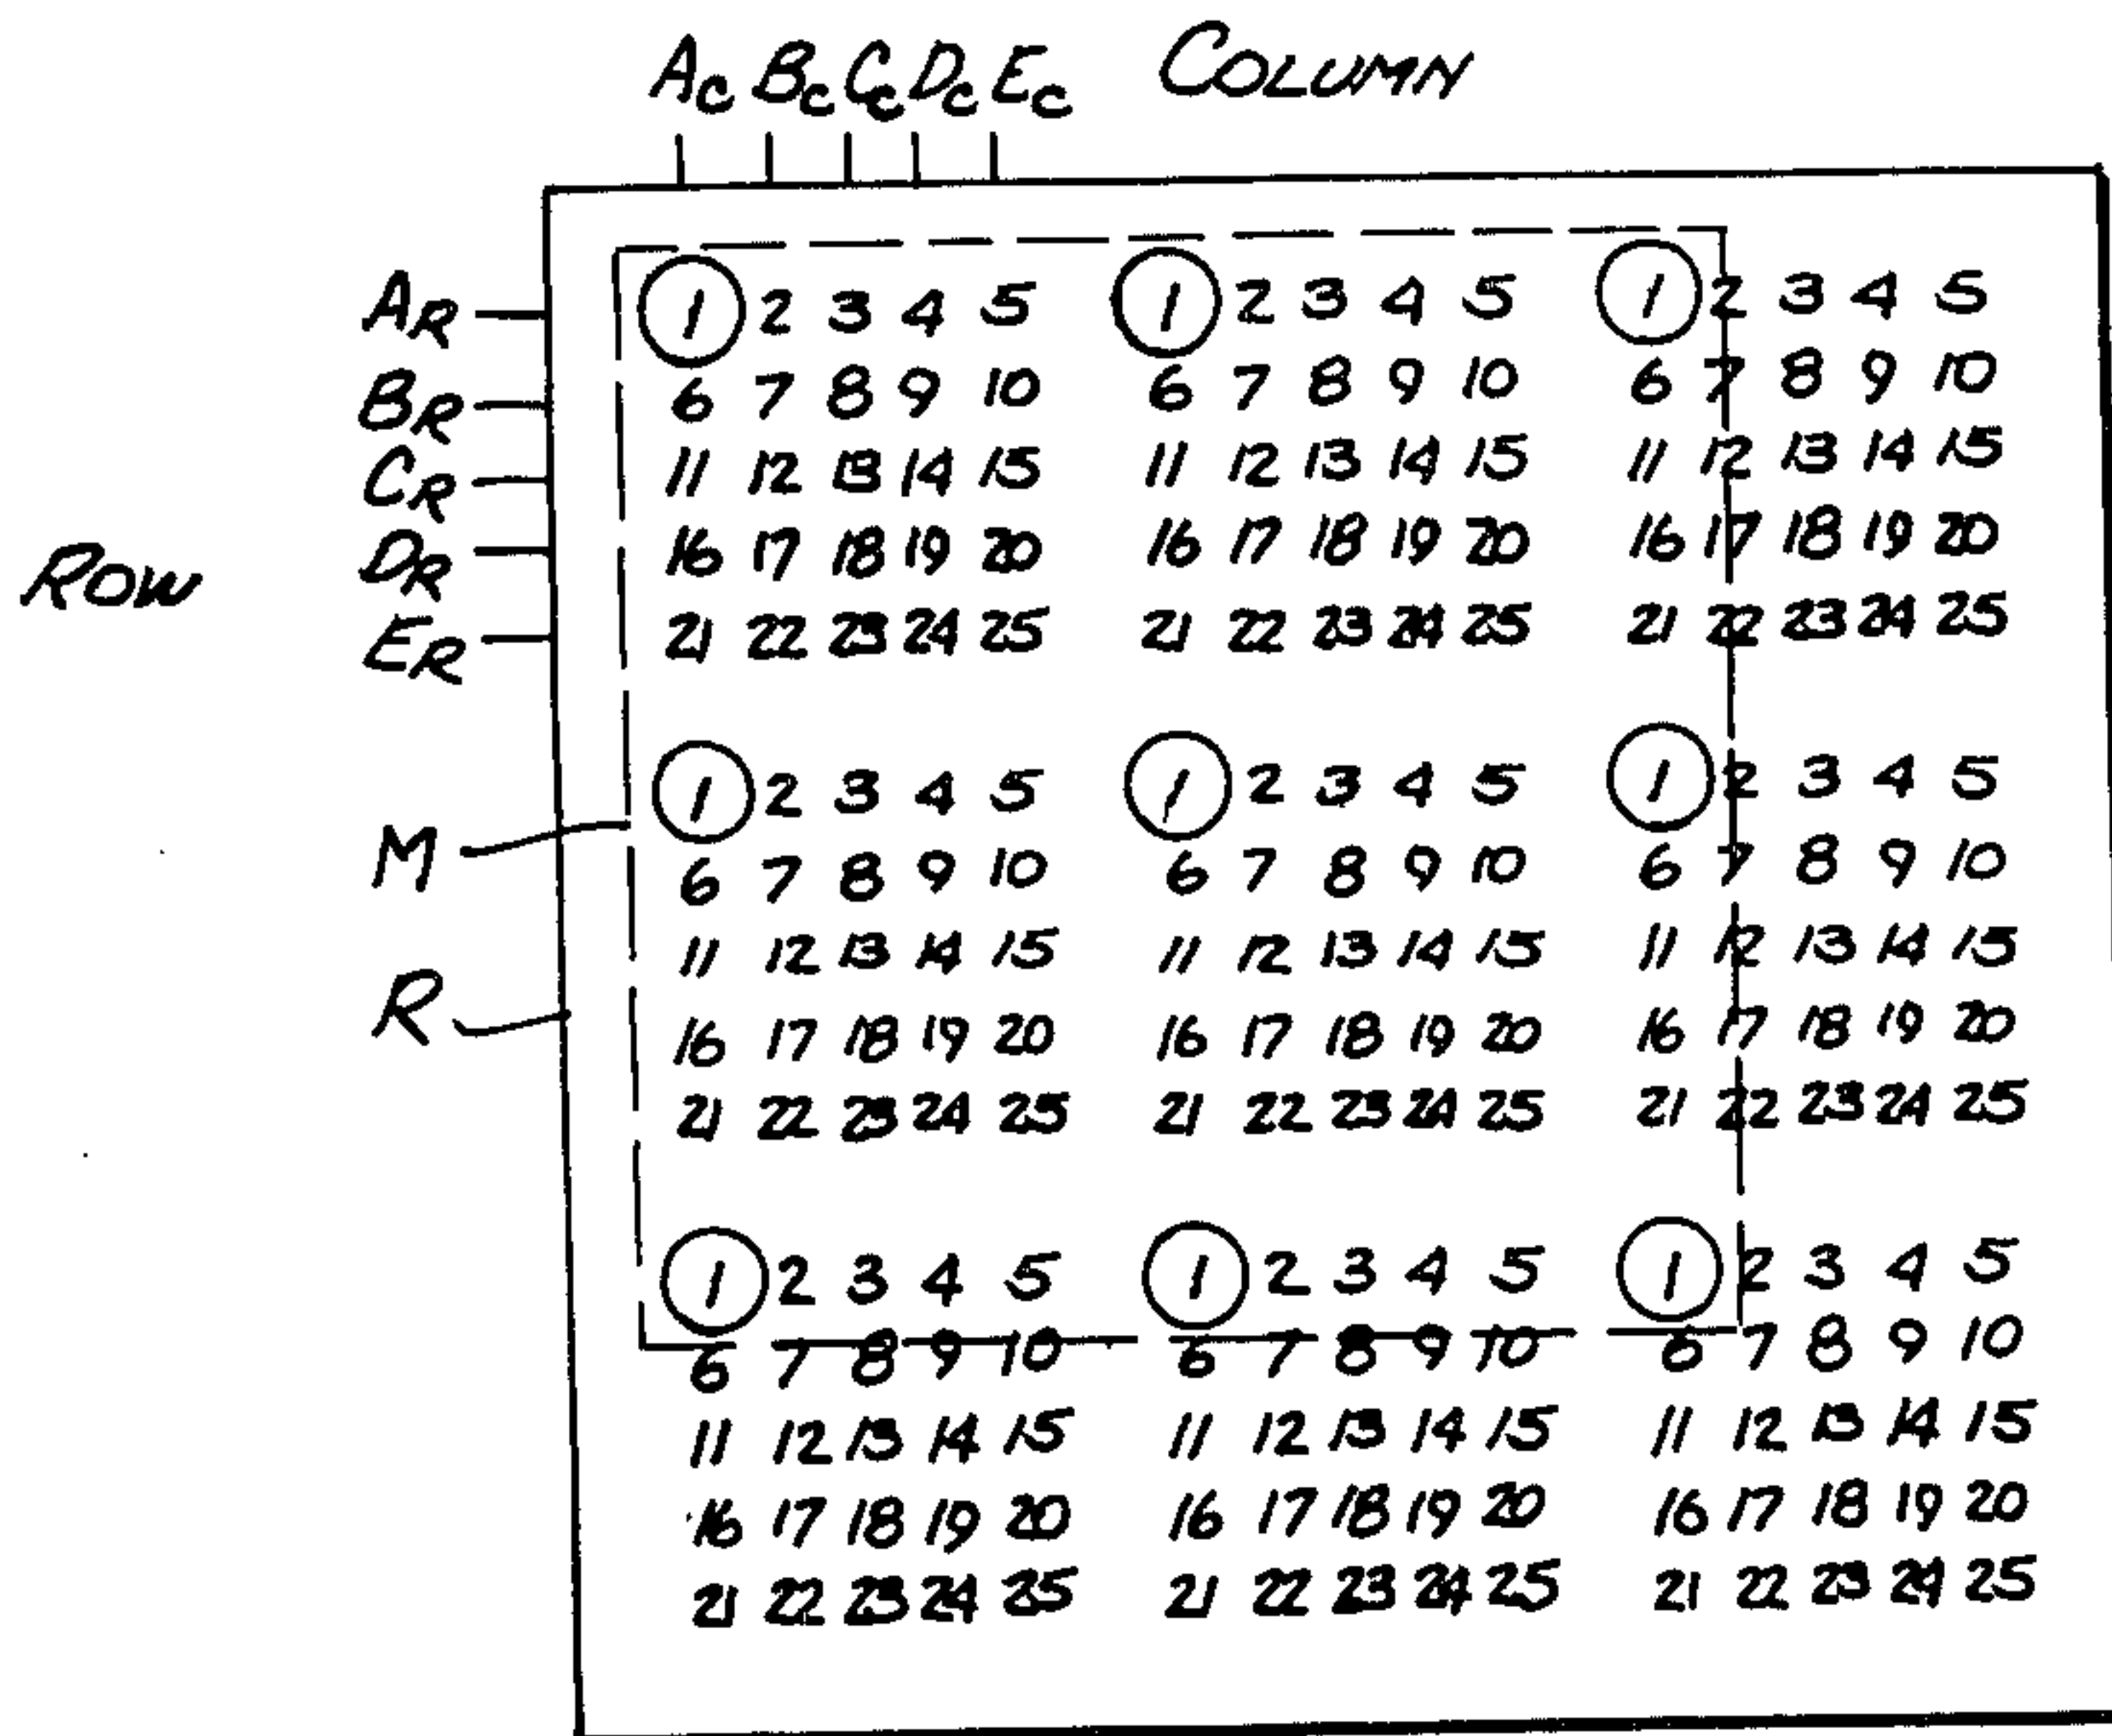 Ac Bc Cc Dc Ec COLUMN
AR 1 2 3 4 5 1 2 3 4 5 1 2 3 4 5
BR 6 7 8 9 10 6 7 8 9 10 6 7 8 9 10
CR 11 12 13 14 15 11 12 13 14 15 11 12 13 14 15
DR 16 17 18 19 20 16 17 18 19 20 16 17 18 19 20
ROW
ER 21 22 23 24 25 21 22 23 24 25 21 22 23 24 25
1 2 3 4 5 1 2 3 4 5 1 2 3 4 5
M 6 7 8 9 10 6 7 8 9 10 6 7 8 9 10
11 12 13 14 15 11 12 13 14 15 11 12 13 14 15
R 16 17 18 19 20 16 17 18 19 20 16 17 18 19 20
21 22 23 24 25 21 22 23 24 25 21 22 23 24 25
1 2 3 4 5 1 2 3 4 5 1 2 3 4 5
6 7 8 9 10 6 7 8 9 10 6 7 8 9 10
11 12 13 14 15 11 12 13 14 15 11 12 13 14 15
16 17 18 19 20 16 17 18 19 20 16 17 18 19 20
21 22 23 24 25 21 22 23 24 25 21 22 23 24 25